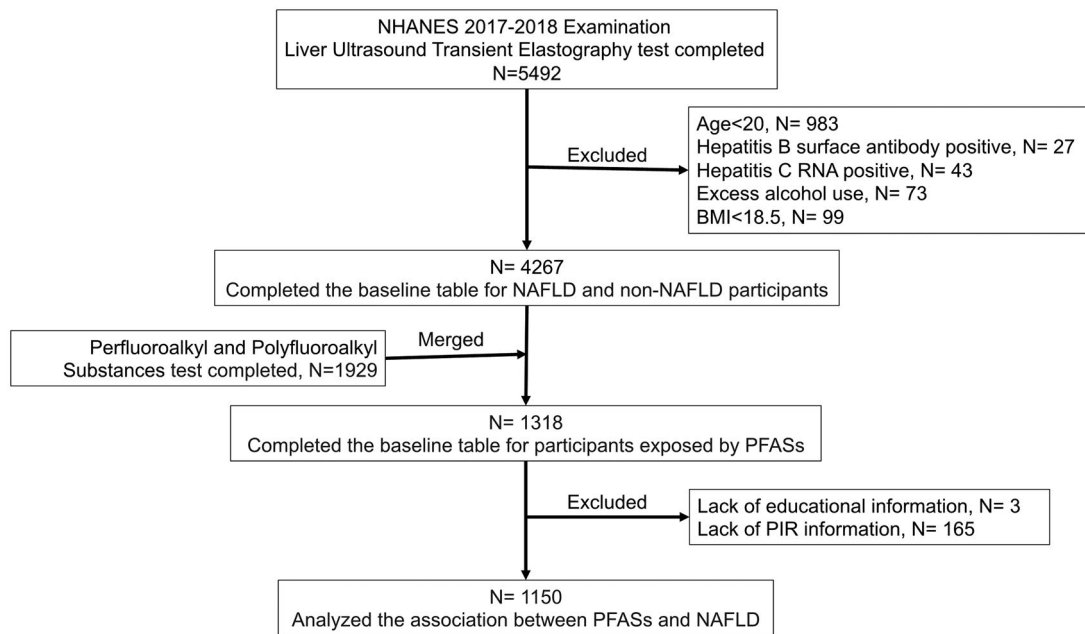 NHANES 2017-2018 Examination
Liver Ultrasound Transient Elastography test completed
N=5492
Excluded
Age<20, N= 983
Hepatitis B surface antibody positive, N= 27
Hepatitis C RNA positive, N= 43
Excess alcohol use, N= 73
BMI<18.5, N= 99
N= 4267
Completed the baseline table for NAFLD and non-NAFLD participants
Perfluoroalkyl and Polyfluoroalkyl
Substances test completed, N=1929
Merged
N= 1318
Completed the baseline table for participants exposed by PFASs
Excluded
Lack of educational information, N= 3
Lack of PIR information, N= 165
N= 1150
Analyzed the association between PFASs and NAFLD